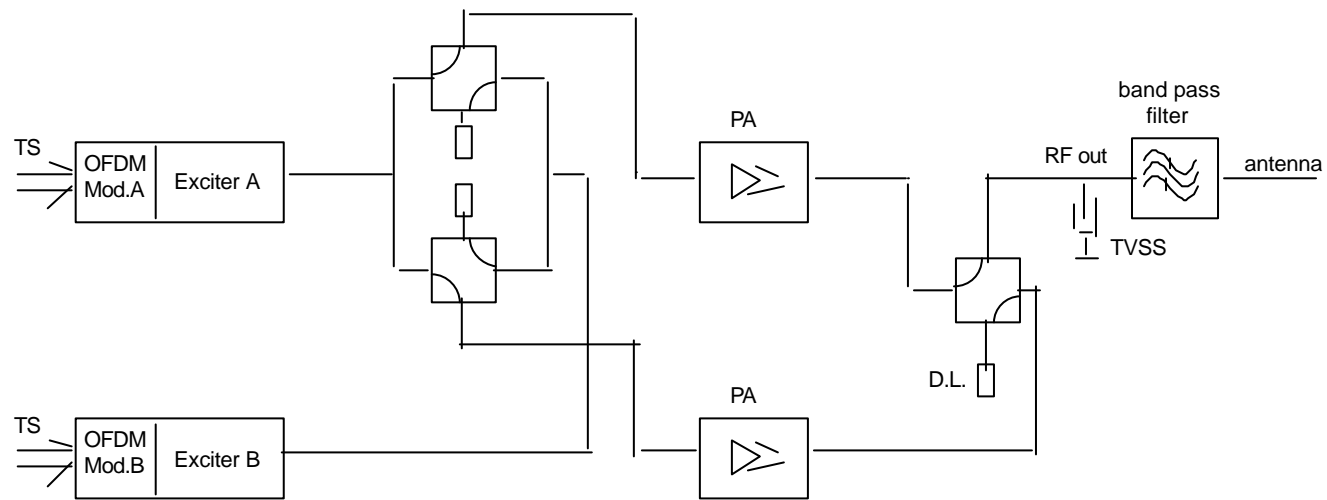 TS
OFDM
Mod.A
Exciter A
PA
band pass
filter
RF out
antenna
TVSS
D.L.
TS
OFDM
Mod.B
Exciter B
PA